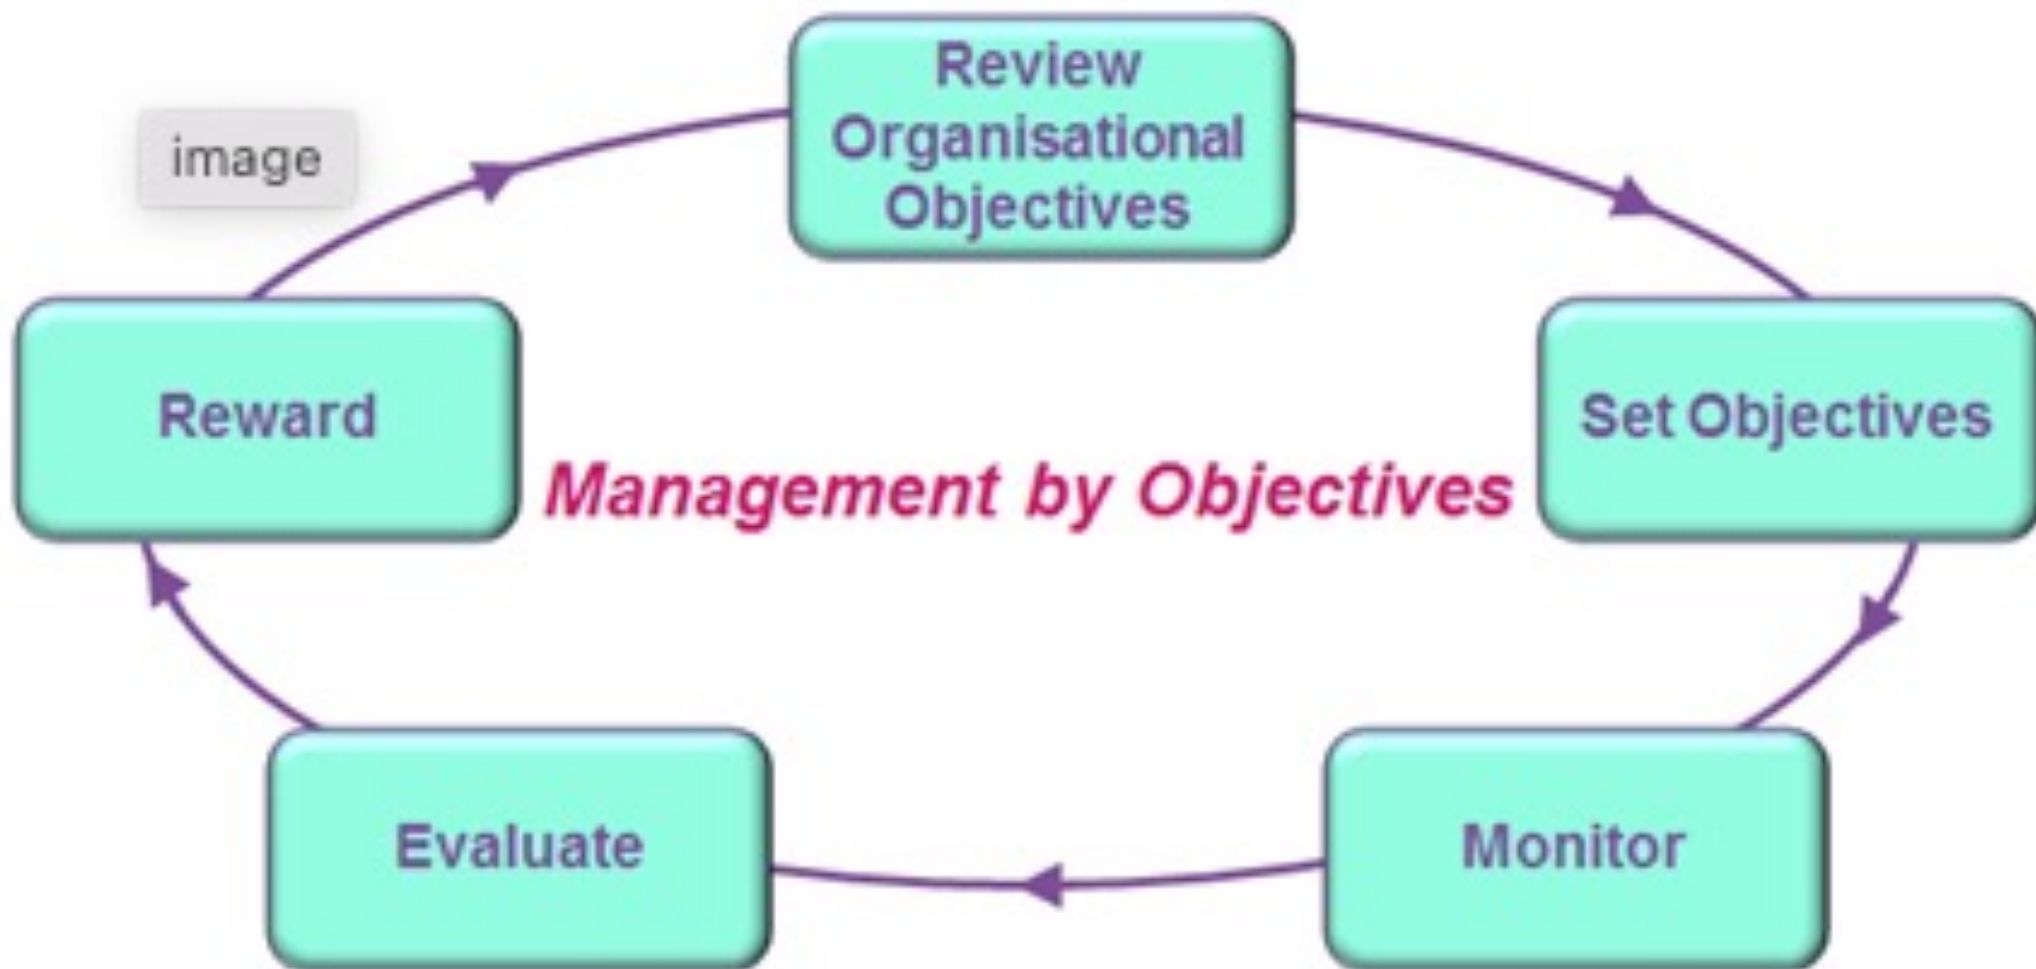 Review
Organisational
Objectives
image
Reward
Set Objectives
Management by Objectives
Evaluate
Monitor